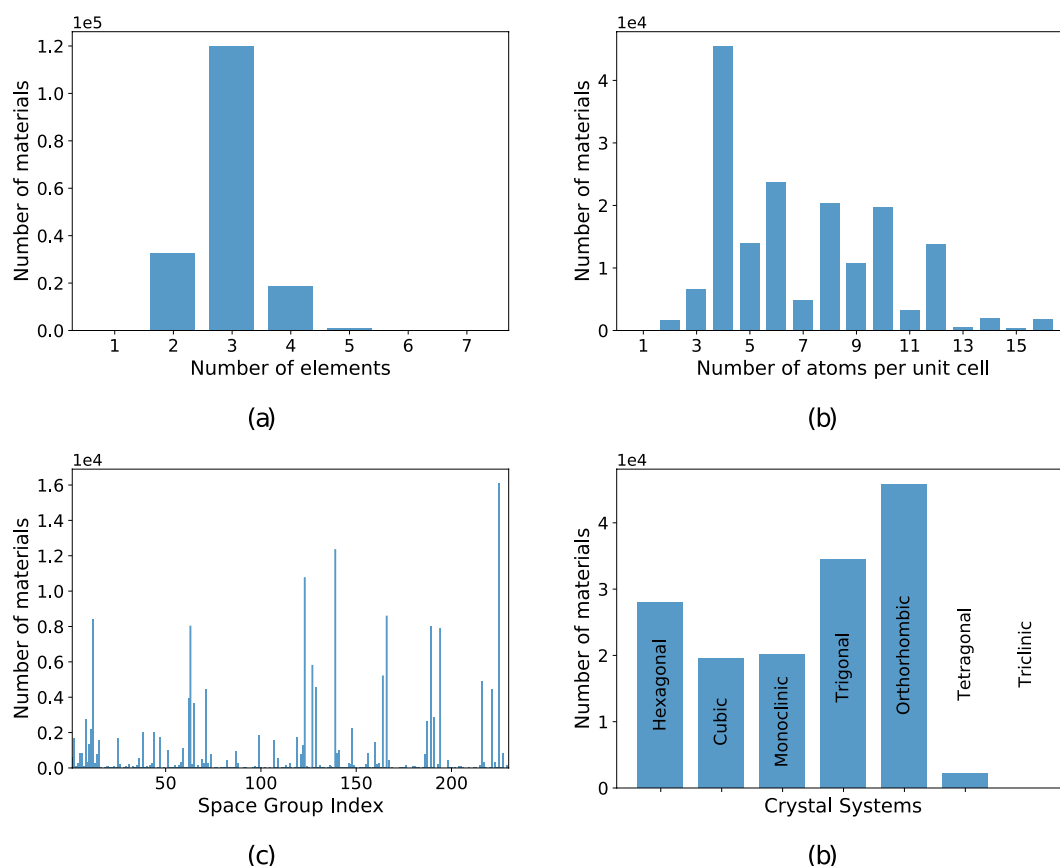 1e5
Number of materials
1.2
1.0
0.8
0.6
0.4
0.2
0.0
1 2 3 4 5 6 7
Number of elements
(a)
1e4
Number of materials
4
3
2
1
0
1 3 5 7 9 11 13 15
Number of atoms per unit cell
(b)
1e4
Number of materials
1.6
1.4
1.2
1.0
0.8
0.6
0.4
0.2
0.0
50 100 150 200
Space Group Index
(c)
1e4
Number of materials
4
2
0
Hexagonal
Cubic
Monoclinic
Trigonal
Orthorhombic
Tetragonal
Triclinic
Crystal Systems
(b)